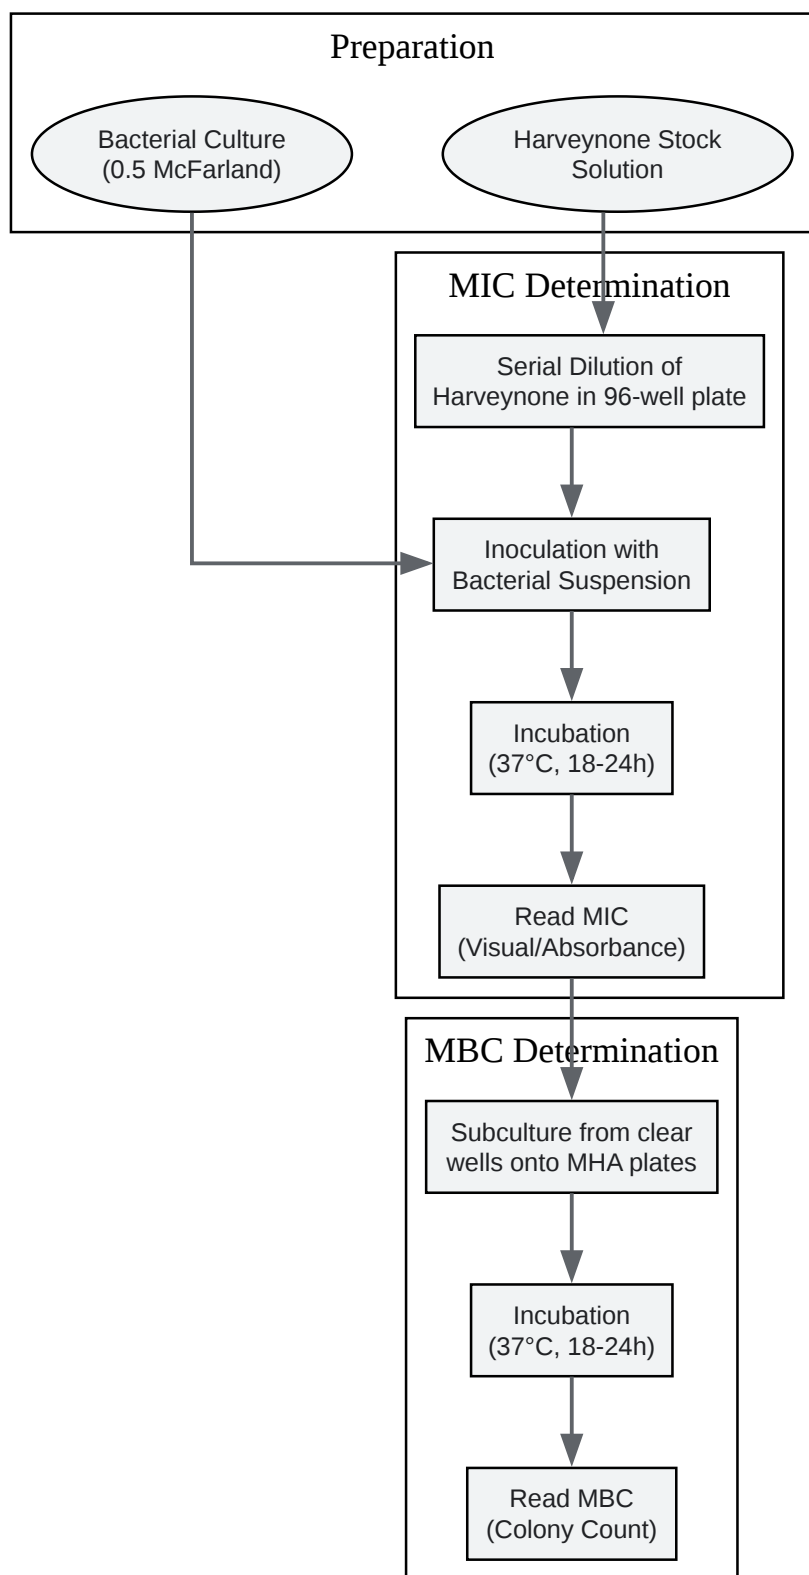 Preparation
Bacterial Culture
(0.5 McFarland)
Harveynone Stock
Solution
MIC Determination
Serial Dilution of
Harveynone in 96-well plate
Inoculation with
Bacterial Suspension
Incubation
(37°C, 18-24h)
Read MIC
(Visual/Absorbance)
MBC Determination
Subculture from clear
wells onto MHA plates
Incubation
(37°C, 18-24h)
Read MBC
(Colony Count)